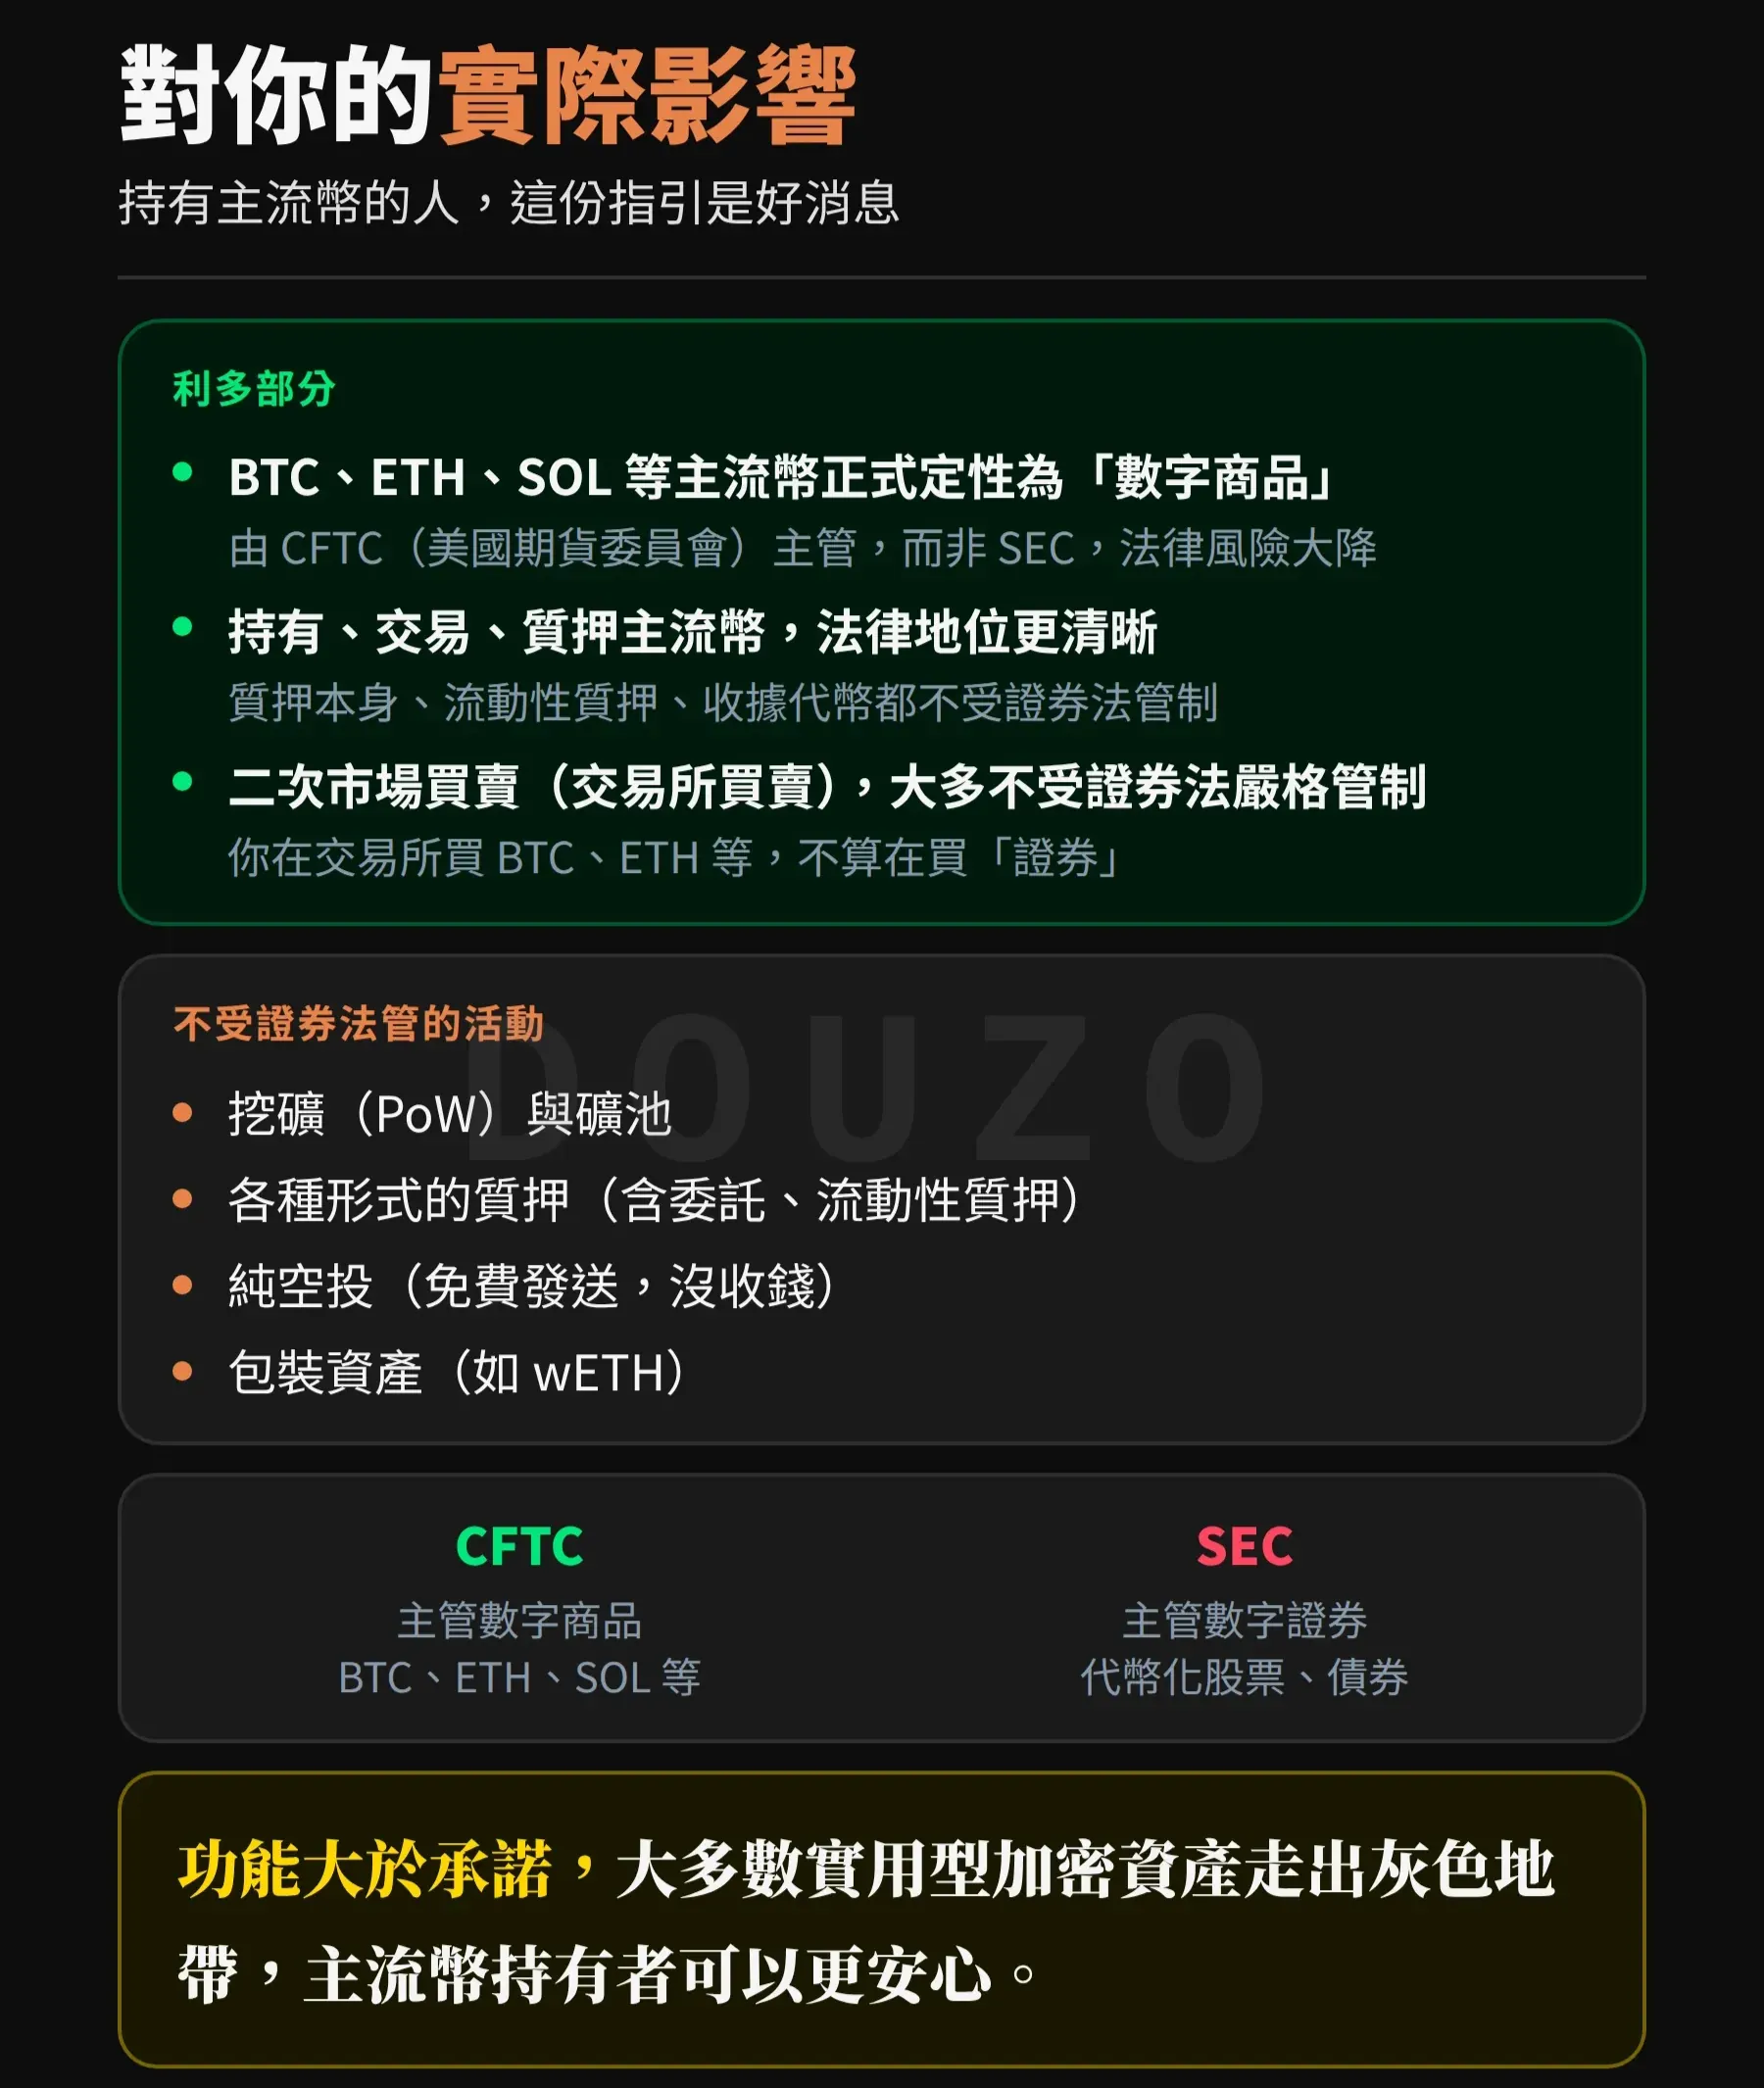 對你的實際影響
持有主流幣的人，這份指引是好消息
利多部分
BTC、ETH、SOL 等主流幣正式定性為「數字商品」
由 CFTC（美國期貨委員會）主管，而非 SEC，法律風險大降
持有、交易、質押主流幣，法律地位更清晰
質押本身、流動性質押、收據代幣都不受證券法管制
二次市場買賣（交易所買賣），大多不受證券法嚴格管制
你在交易所買 BTC、ETH 等，不算在買「證券」
不受證券法管的活動
DOUZO
挖礦（PoW）與礦池
各種形式的質押（含委託、流動性質押）
純空投（免費發送，沒收錢）
包裝資產（如 wETH）
CFTC
主管數字商品
BTC、ETH、SOL 等
SEC
主管數字證券
代幣化股票、債券
功能大於承諾，大多數實用型加密資產走出灰色地
帶，主流幣持有者可以更安心。